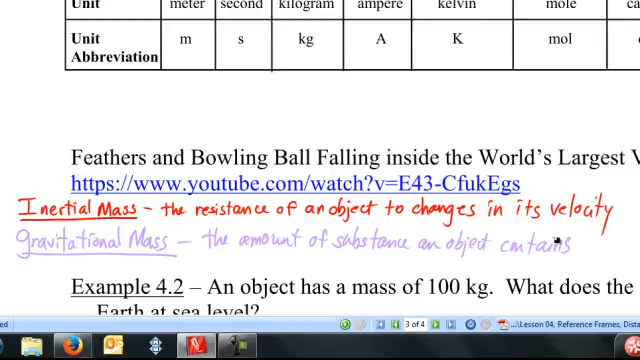 Unit meter second kilogram ampere kelvin mole
Unit Abbreviation m s kg A K mol
Feathers and Bowling Ball Falling inside the World's Largest V
https://www.youtube.com/watch?v=E43-CfukEgs
Inertial Mass - the resistance of an object to changes in its velocity
Gravitational Mass - the amount of substance an object contains
Example 4.2 – An object has a mass of 100 kg. What does the
Earth at sea level?
3 of 4
...\Lesson 04, Reference Frames, Dista